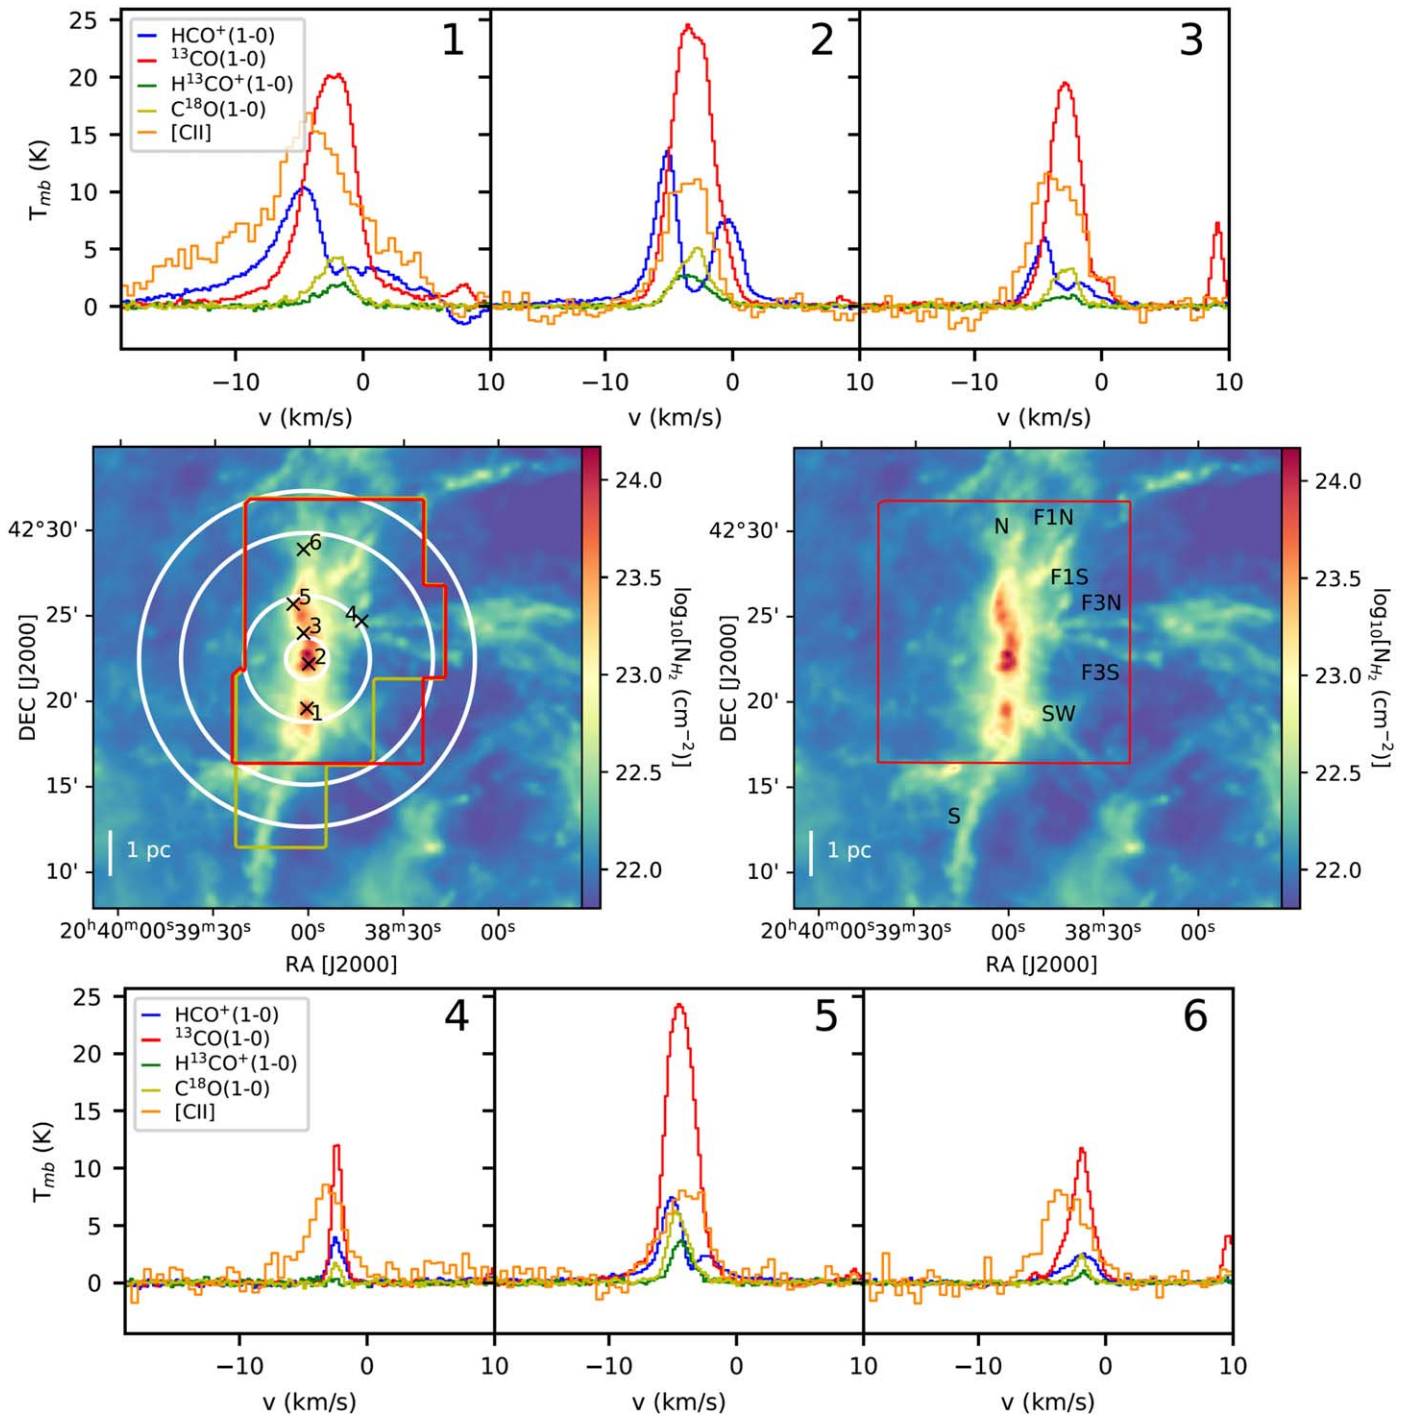 1
2
3
HCO⁺(1-0)
¹³CO(1-0)
H¹³CO⁺(1-0)
C¹⁸O(1-0)
[CII]
T_mb (K)
25
20
15
10
5
0
−10 0 10
−10 0 10
−10 0 10
v (km/s)
v (km/s)
v (km/s)
DEC [J2000]
42°30'
25'
20'
15'
10'
6
5
4
3
2
1
1 pc
20ʰ40ᵐ00ˢ 39ᵐ30ˢ 00ˢ 38ᵐ30ˢ 00ˢ
RA [J2000]
24.0
23.5
23.0
22.5
22.0
log₁₀[N_H₂ (cm⁻²)]
DEC [J2000]
42°30'
25'
20'
15'
10'
N
F1N
F1S
F3N
F3S
SW
S
1 pc
20ʰ40ᵐ00ˢ 39ᵐ30ˢ 00ˢ 38ᵐ30ˢ 00ˢ
RA [J2000]
24.0
23.5
23.0
22.5
22.0
log₁₀[N_H₂ (cm⁻²)]
4
5
6
HCO⁺(1-0)
¹³CO(1-0)
H¹³CO⁺(1-0)
C¹⁸O(1-0)
[CII]
T_mb (K)
25
20
15
10
5
0
−10 0 10
−10 0 10
−10 0 10
v (km/s)
v (km/s)
v (km/s)